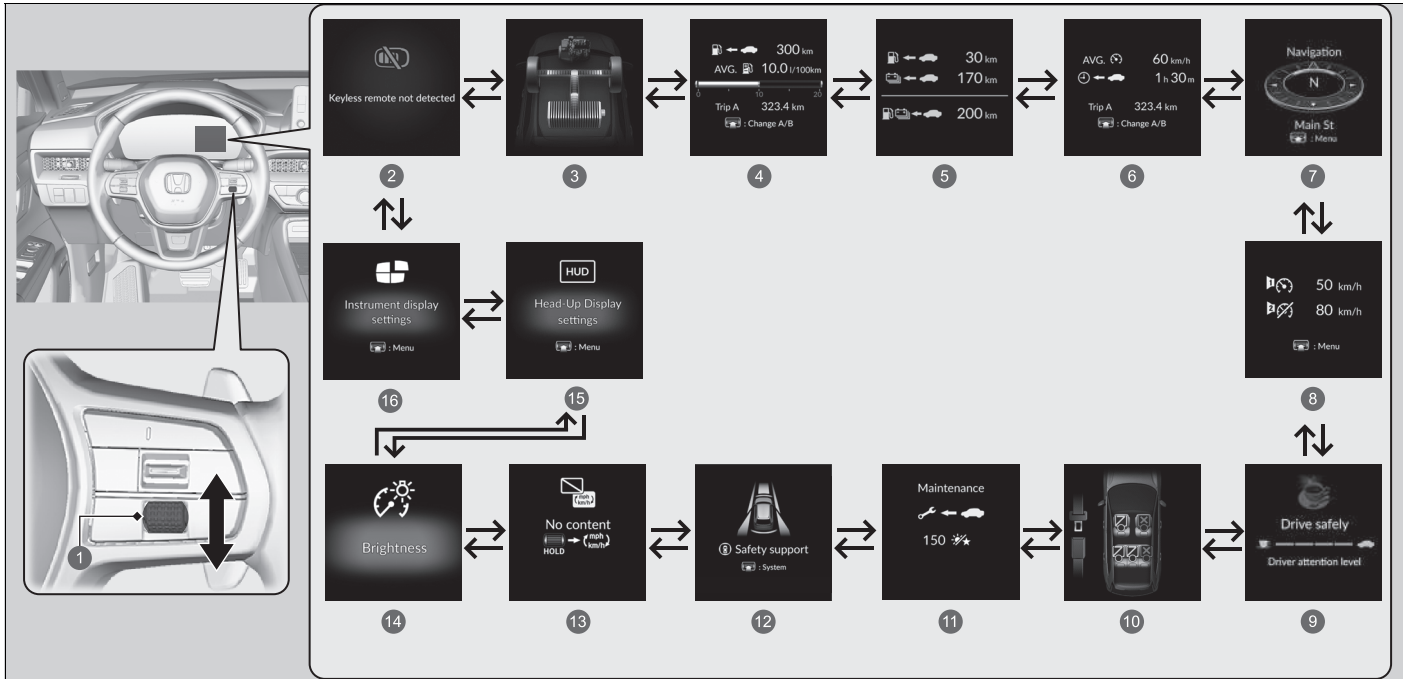 Keyless remote not detected
2
3
300 km
AVG. 10.0 l/100km
0 10 20
Trip A 323.4 km
: Change A/B
4
30 km
170 km
200 km
5
AVG. 60 km/h
1 h 30 m
Trip A 323.4 km
: Change A/B
6
Navigation
N
Main St
: Menu
7
Instrument display
settings
: Menu
16
HUD
Head-Up Display
settings
: Menu
15
1 50 km/h
2 80 km/h
: Menu
8
1
Brightness
14
mph
km/h
No content
HOLD
mph
km/h
13
Safety support
: System
12
Maintenance
150
11
10
Drive safely
Driver attention level
9